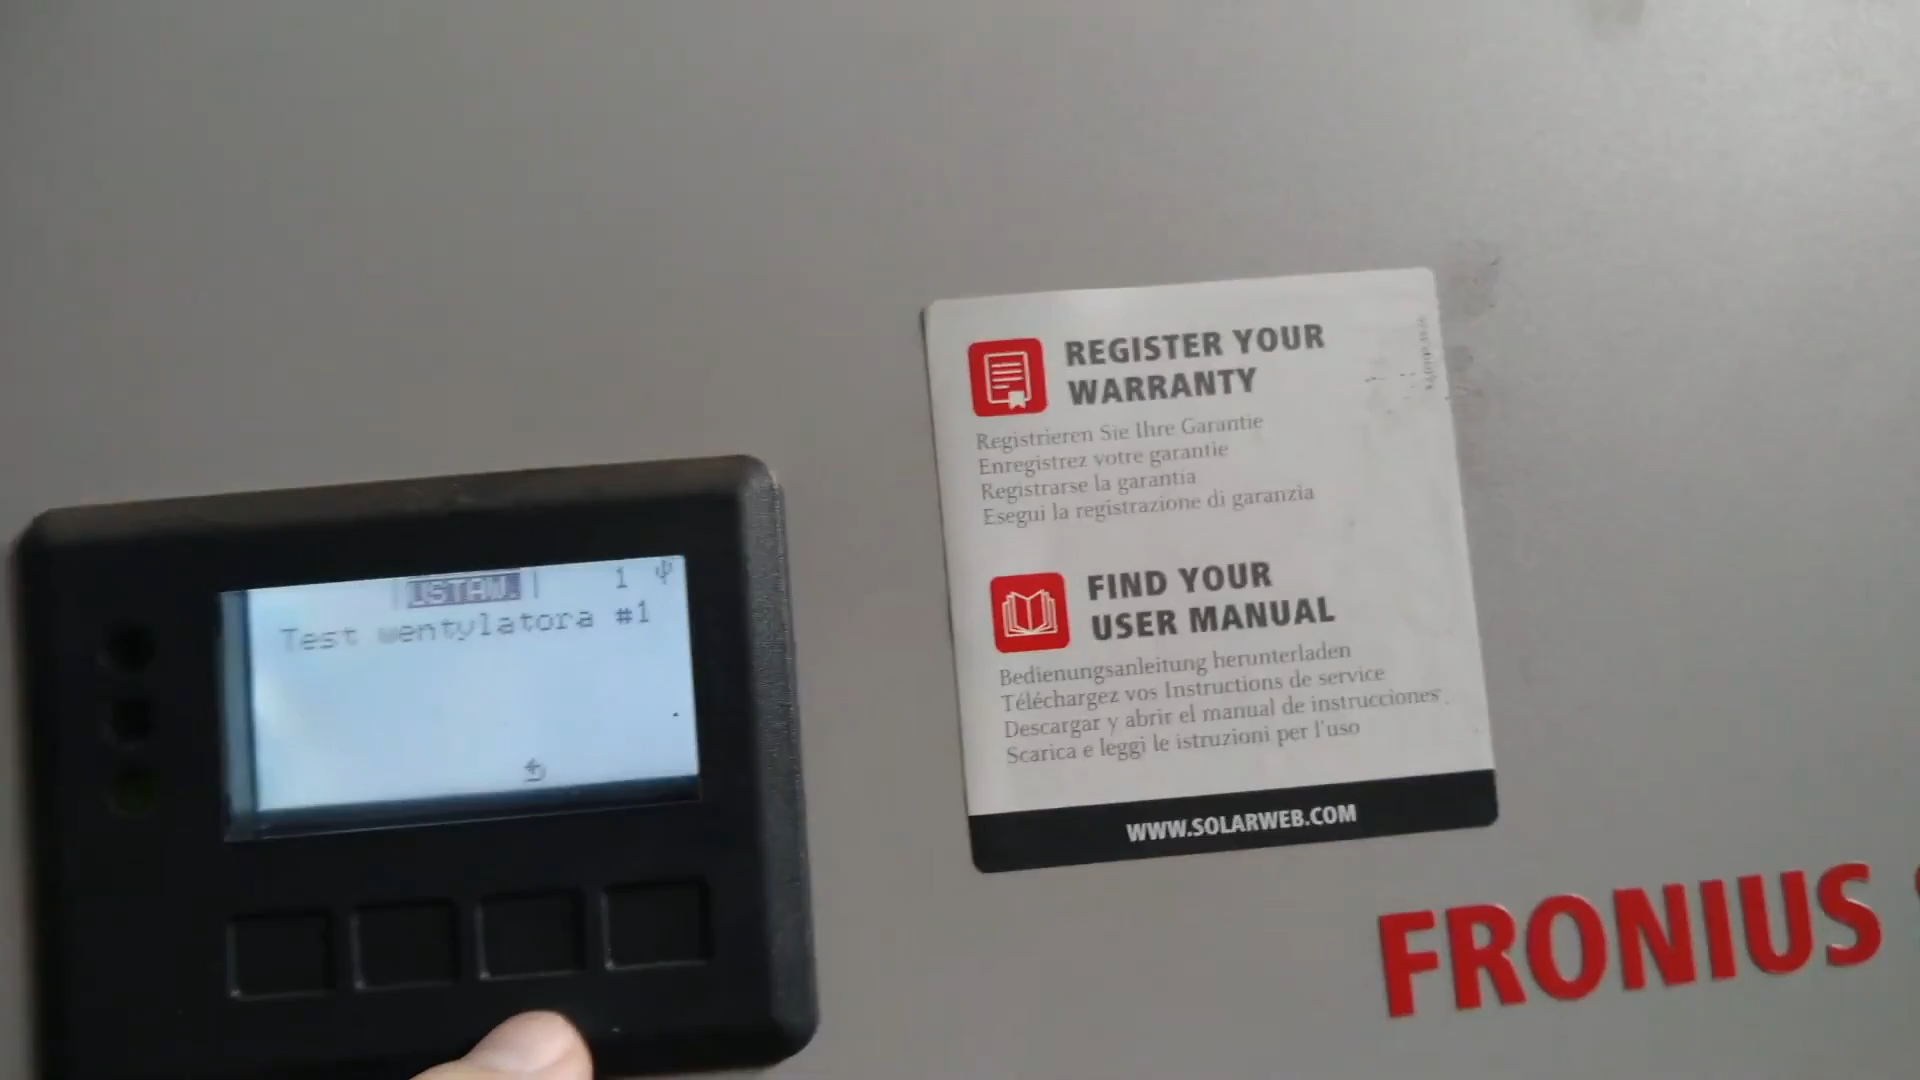 USTAW. 1
Test wentylatora #1
REGISTER YOUR
WARRANTY
Registrieren Sie Ihre Garantie
Enregistrez votre garantie
Registrarse la garantia
Esegui la registrazione di garanzia
FIND YOUR
USER MANUAL
Bedienungsanleitung herunterladen
Téléchargez vos Instructions de service
Descargar y abrir el manual de instrucciones
Scarica e leggi le istruzioni per l'uso
WWW.SOLARWEB.COM
FRONIUS